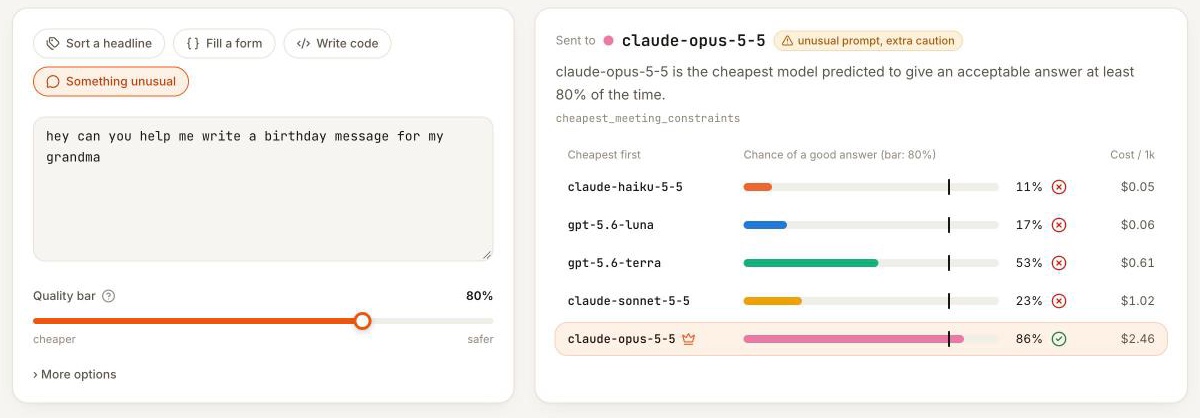 Sort a headline
{ } Fill a form
</> Write code
Something unusual
hey can you help me write a birthday message for my
grandma
Quality bar ?
80%
cheaper
safer
› More options
Sent to claude-opus-5-5 unusual prompt, extra caution
claude-opus-5-5 is the cheapest model predicted to give an acceptable answer at least
80% of the time.
cheapest_meeting_constraints
Cheapest first Chance of a good answer (bar: 80%) Cost / 1k
claude-haiku-5-5 11% $0.05
gpt-5.6-luna 17% $0.06
gpt-5.6-terra 53% $0.61
claude-sonnet-5-5 23% $1.02
claude-opus-5-5 86% $2.46